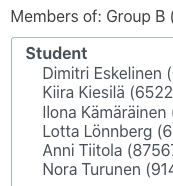 Members of: Group B (
Student
Dimitri Eskelinen (
Kiira Kiesilä (6522
Ilona Kämäräinen
Lotta Lönnberg (6
Anni Tiitola (8756
Nora Turunen (914